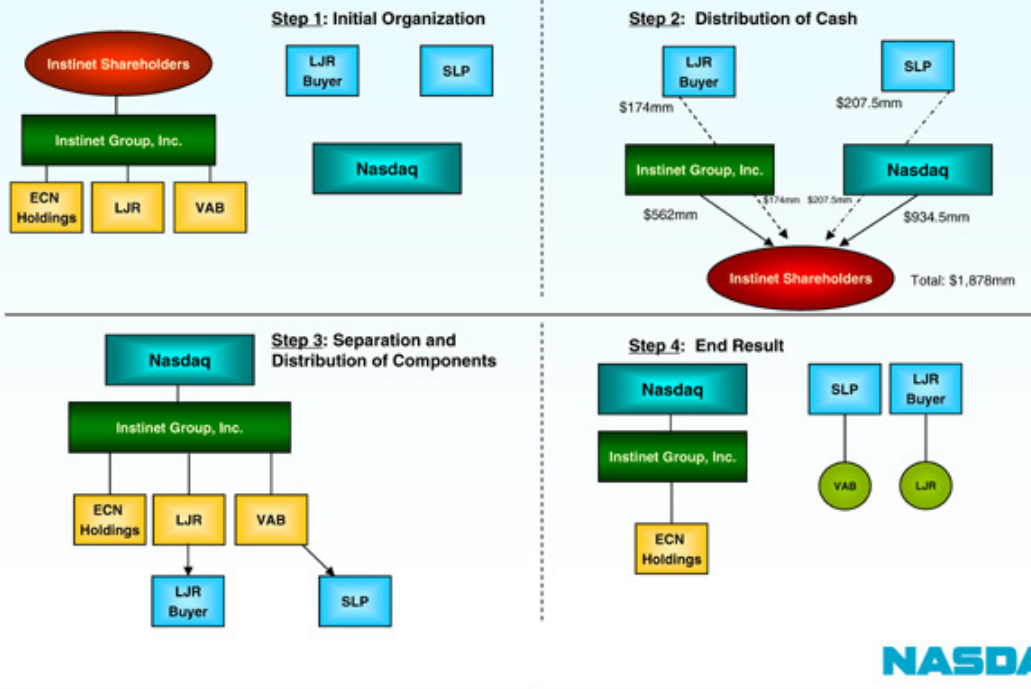 Step 1: Initial Organization
Instinet Shareholders
LJR
Buyer
SLP
Instinet Group, Inc.
Nasdaq
ECN
Holdings
LJR
VAB
Step 2: Distribution of Cash
LJR
Buyer
SLP
$174mm
$207.5mm
Instinet Group, Inc.
Nasdaq
$174mm
$207.5mm
$562mm
$934.5mm
Instinet Shareholders
Total: $1,878mm
Step 3: Separation and
Distribution of Components
Nasdaq
Instinet Group, Inc.
ECN
Holdings
LJR
VAB
LJR
Buyer
SLP
Step 4: End Result
Nasdaq
SLP
LJR
Buyer
Instinet Group, Inc.
VAB
LJR
ECN
Holdings
NASDA